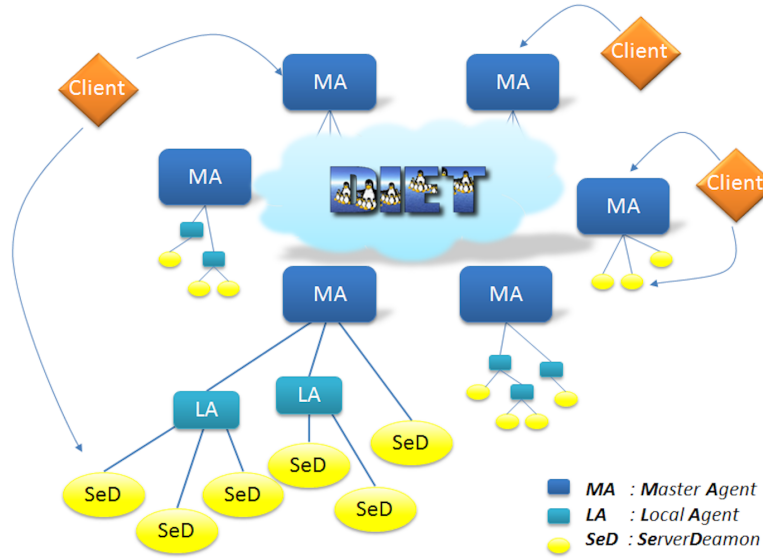 Client
MA
MA
Client
MA
DIET
MA
Client
MA
MA
LA
LA
SeD
SeD
SeD
SeD
SeD
SeD
MA : Master Agent
LA : Local Agent
SeD : ServerDeamon